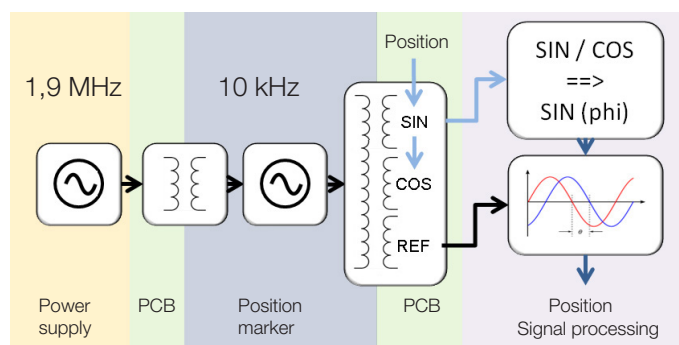 Position
1,9 MHz
10 kHz
SIN
COS
REF
SIN / COS
==>
SIN (phi)
θ
Power
supply
PCB
Position
marker
PCB
Position
Signal processing